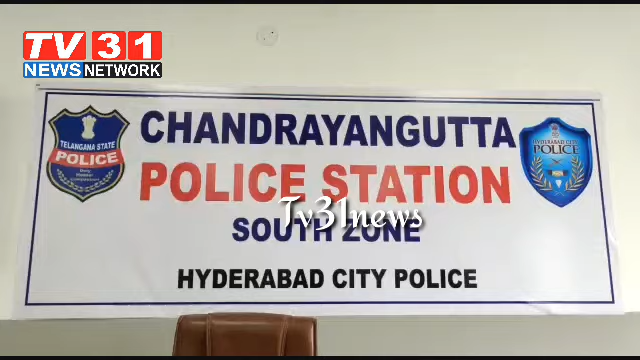 TV 31
NEWS NETWORK
CHANDRAYANGUTTA
TELANGANA STATE
POLICE
HYDERABAD CITY
POLICE
POLICE STATION
Tv31news
SOUTH ZONE
HYDERABAD CITY POLICE